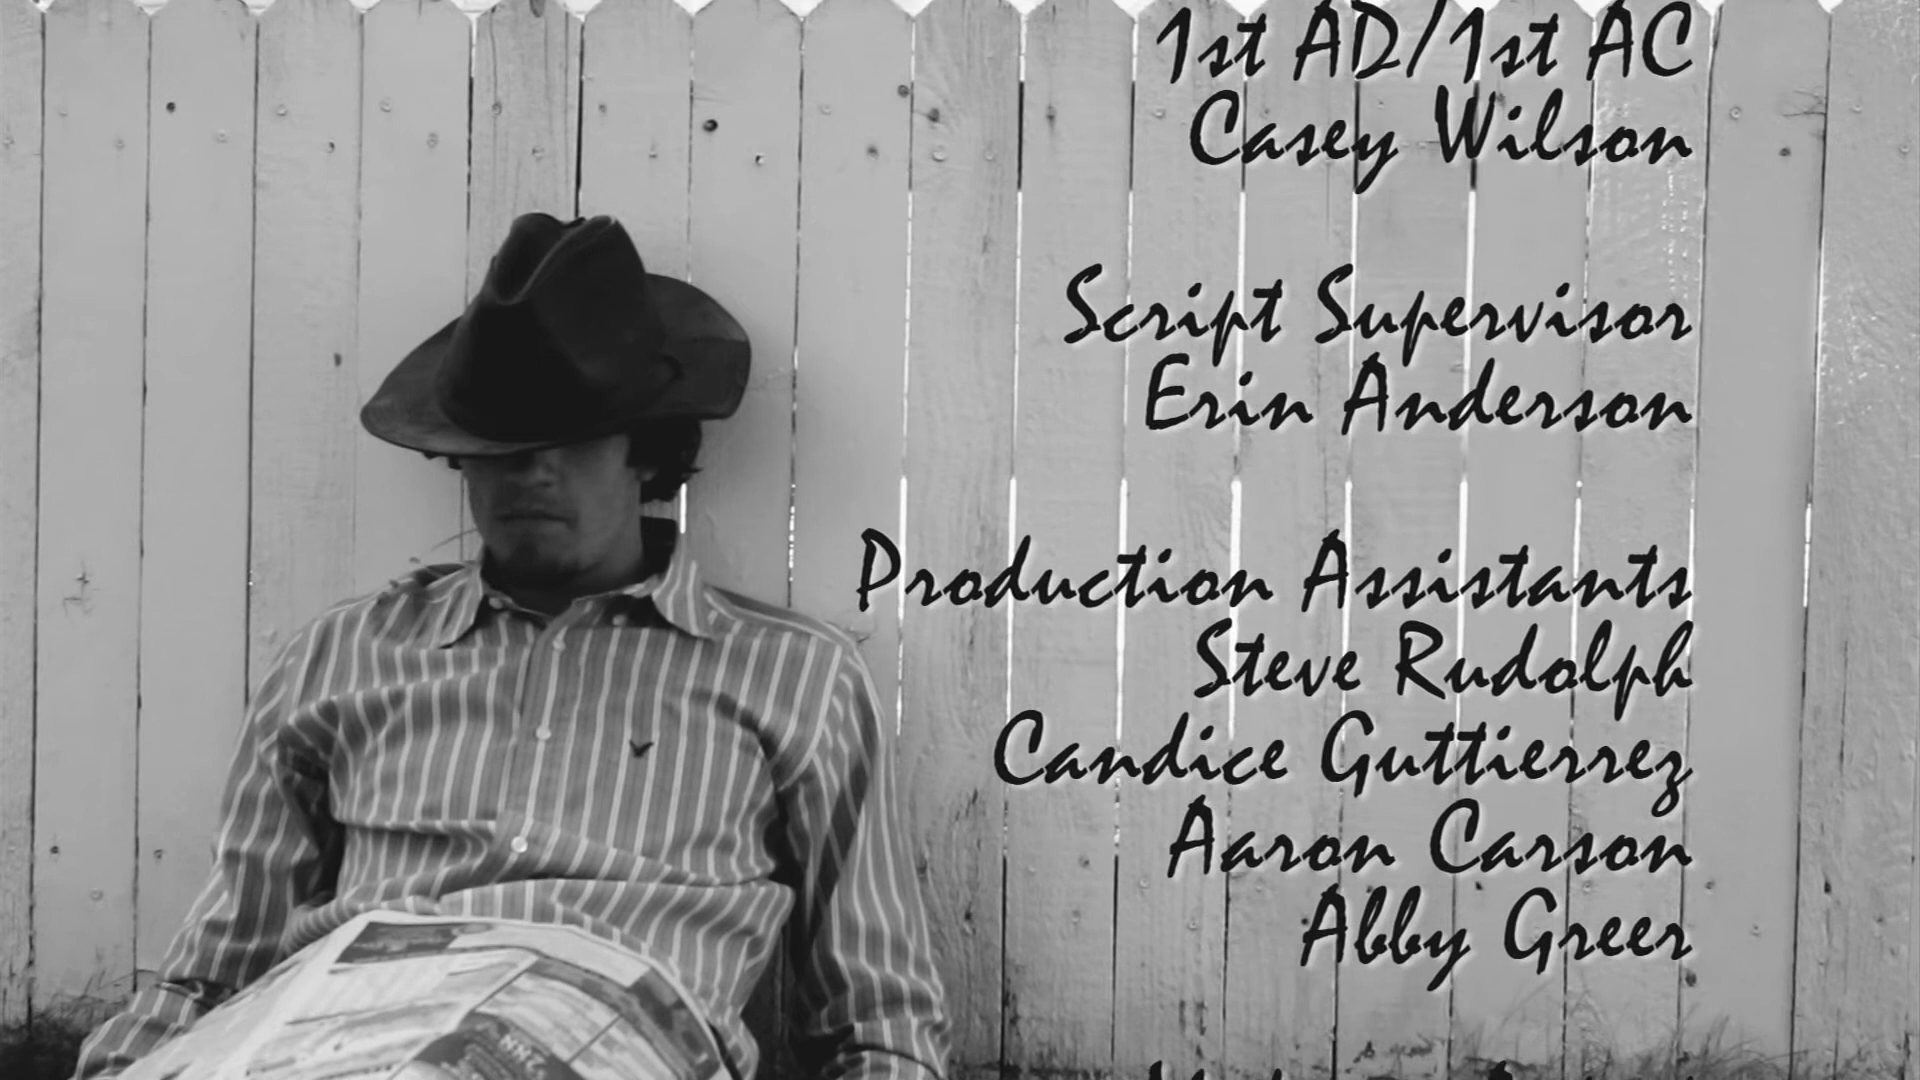 1st AD/1st AC
Casey Wilson
Script Supervisor
Erin Anderson
Production Assistants
Steve Rudolph
Candice Guttierrez
Aaron Carson
Abby Greer